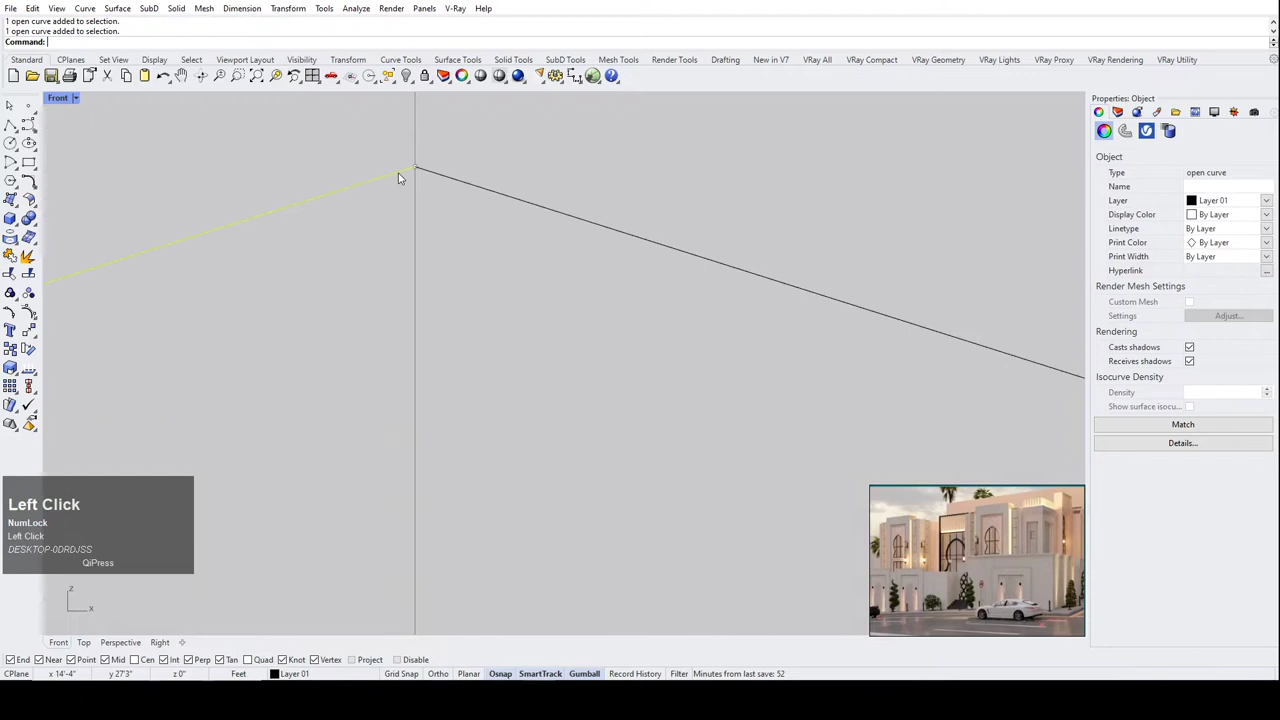 File Edit View Curve Surface SubD Solid Mesh Dimension Transform Tools Analyze Render Panels V-Ray Help
1 open curve added to selection.
1 open curve added to selection.
Command:
Standard CPlanes Set View Display Select Viewport Layout Visibility Transform Curve Tools Surface Tools Solid Tools SubD Tools Mesh Tools Render Tools Drafting New in V7 VRay All VRay Compact VRay Geometry VRay Lights VRay Proxy VRay Rendering VRay Utility
Front
Properties: Object
Object
Type open curve
Name
Layer Layer 01
Display Color By Layer
Linetype By Layer
Print Color By Layer
Print Width By Layer
Hyperlink ...
Render Mesh Settings
Custom Mesh
Settings Adjust...
Rendering
Casts shadows
Receives shadows
Isocurve Density
Density
Show surface isocu...
Match
Details...
Left Click
NumLock
Left Click
DESKTOP-0DRDJSS
QiPress
z
x
Front Top Perspective Right
End Near Point Mid Cen Int Perp Tan Quad Knot Vertex Project Disable
CPlane x 14'-4" y 27'3" z 0" Feet Layer 01 Grid Snap Ortho Planar Osnap SmartTrack Gumball Record History Filter Minutes from last save: 52